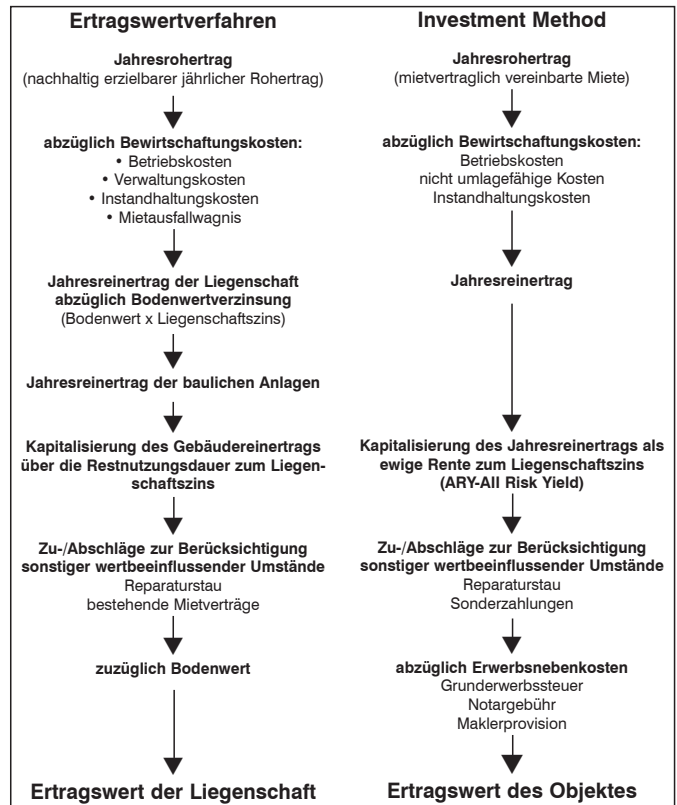 Ertragswertverfahren
Jahresrohertrag
(nachhaltig erzielbarer jährlicher Rohertrag)
abzüglich Bewirtschaftungskosten:
• Betriebskosten
• Verwaltungskosten
• Instandhaltungskosten
• Mietausfallwagnis
Jahresreinertrag der Liegenschaft
abzüglich Bodenwertverzinsung
(Bodenwert x Liegenschaftszins)
Jahresreinertrag der baulichen Anlagen
Kapitalisierung des Gebäudereinertrags
über die Restnutzungsdauer zum Liegen-
schaftszins
Zu-/Abschläge zur Berücksichtigung
sonstiger wertbeeinflussender Umstände
Reparaturstau
bestehende Mietverträge
zuzüglich Bodenwert
Ertragswert der Liegenschaft
Investment Method
Jahresrohertrag
(mietvertraglich vereinbarte Miete)
abzüglich Bewirtschaftungskosten:
Betriebskosten
nicht umlagefähige Kosten
Instandhaltungskosten
Jahresreinertrag
Kapitalisierung des Jahresreinertrags als
ewige Rente zum Liegenschaftszins
(ARY-All Risk Yield)
Zu-/Abschläge zur Berücksichtigung
sonstiger wertbeeinflussender Umstände
Reparaturstau
Sonderzahlungen
abzüglich Erwerbsnebenkosten
Grunderwerbssteuer
Notargebühr
Maklerprovision
Ertragswert des Objektes